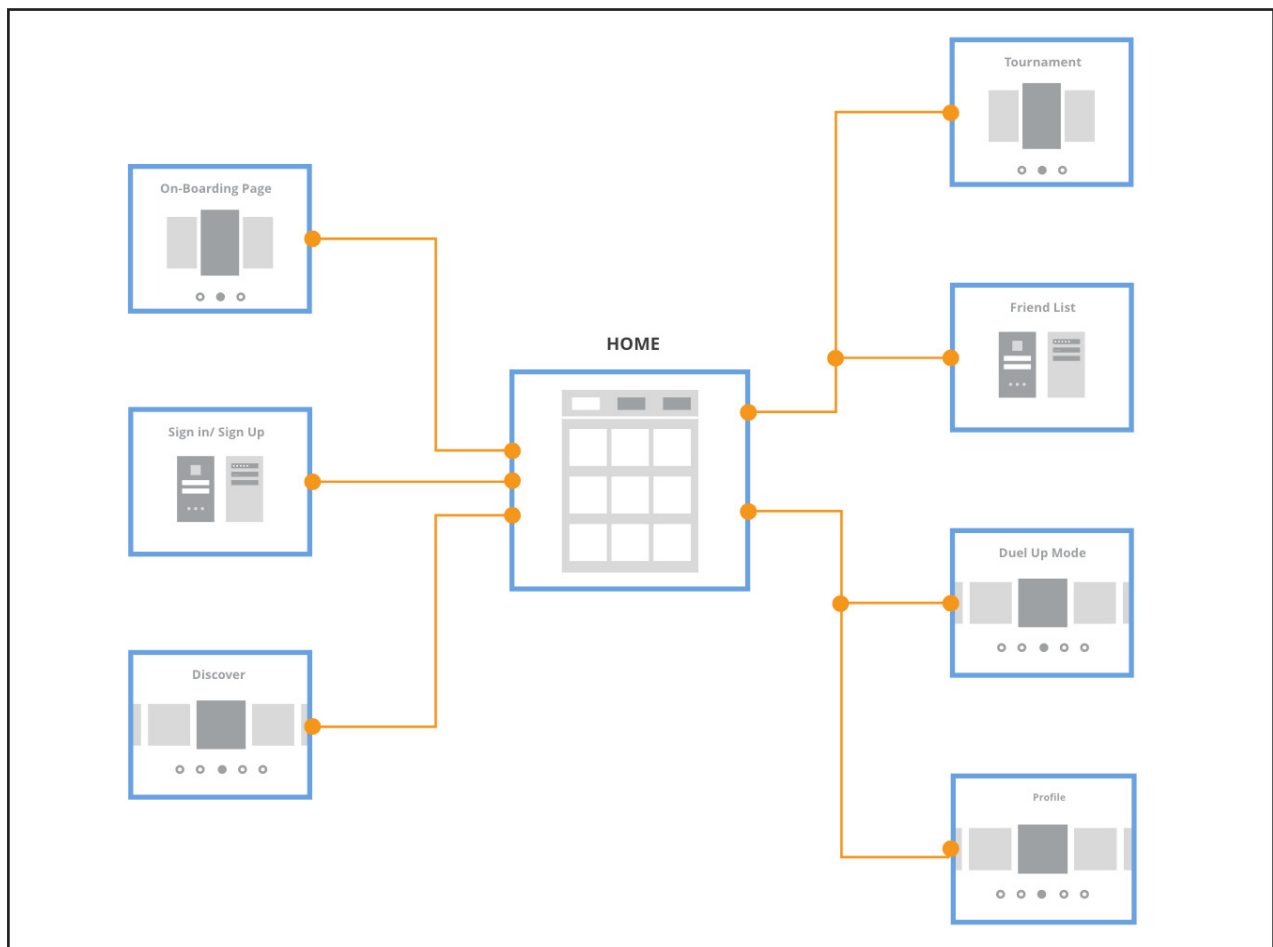 Tournament
On-Boarding Page
Friend List
HOME
Sign in/ Sign Up
Duel Up Mode
Discover
Profile